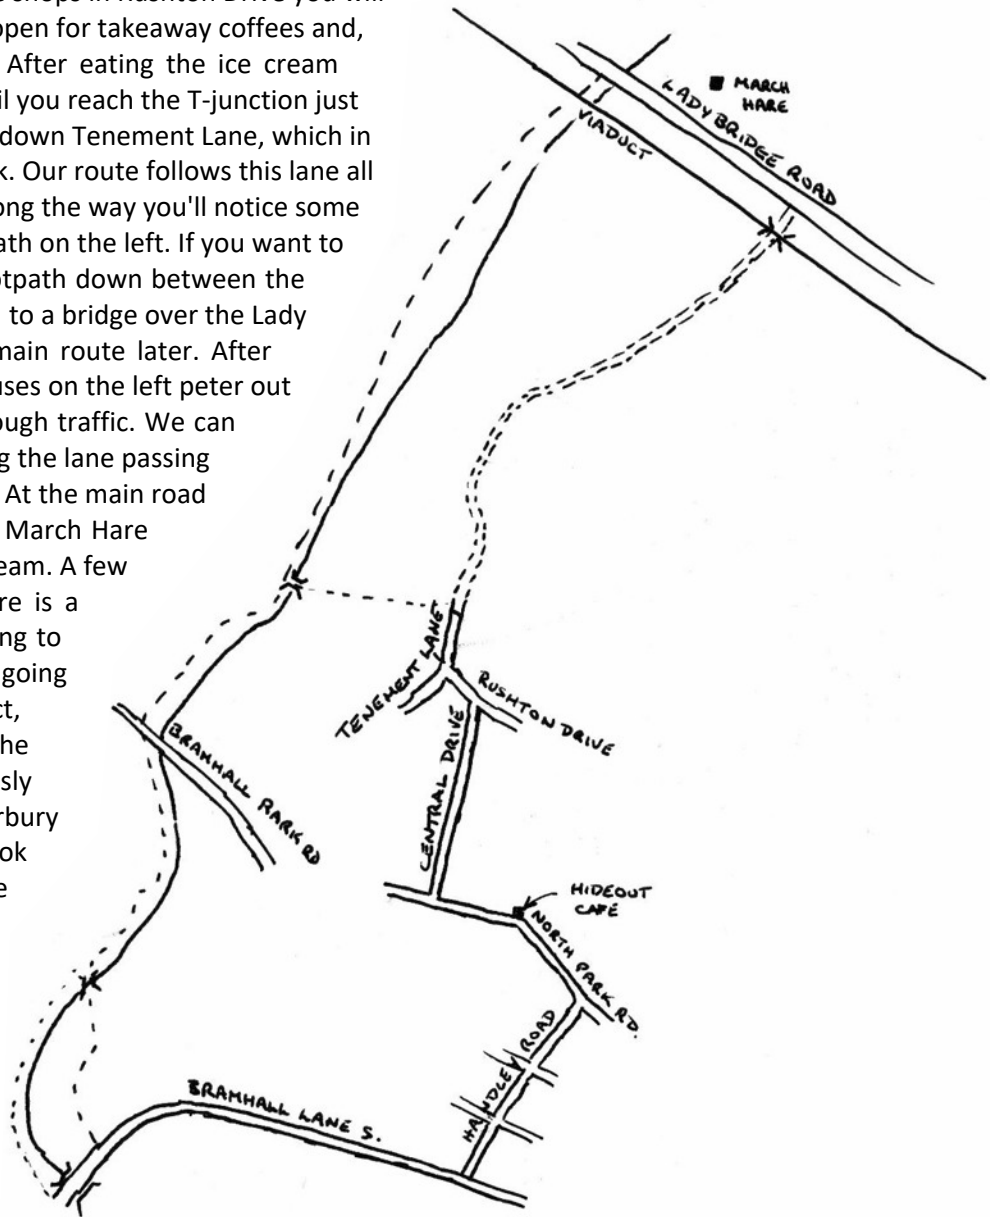 shops in Rushton Drive you will
open for takeaway coffees and,
After eating the ice cream
il you reach the T-junction just
down Tenement Lane, which in
k. Our route follows this lane all
ong the way you'll notice some
ath on the left. If you want to
otpath down between the
to a bridge over the Lady
main route later. After
uses on the left peter out
ough traffic. We can
g the lane passing
At the main road
March Hare
eam. A few
re is a
ng to
going
ct,
he
sly
rbury
ok
e
MARCH
HARE
LADYBRIDGE ROAD
VIADUCT
TENEMENT LANE
RUSHTON DRIVE
CENTRAL DRIVE
BRAMHALL PARK RD
HIDEOUT
CAFÉ
NORTH PARK RD.
HANDLEY ROAD
BRAMHALL LANE S.